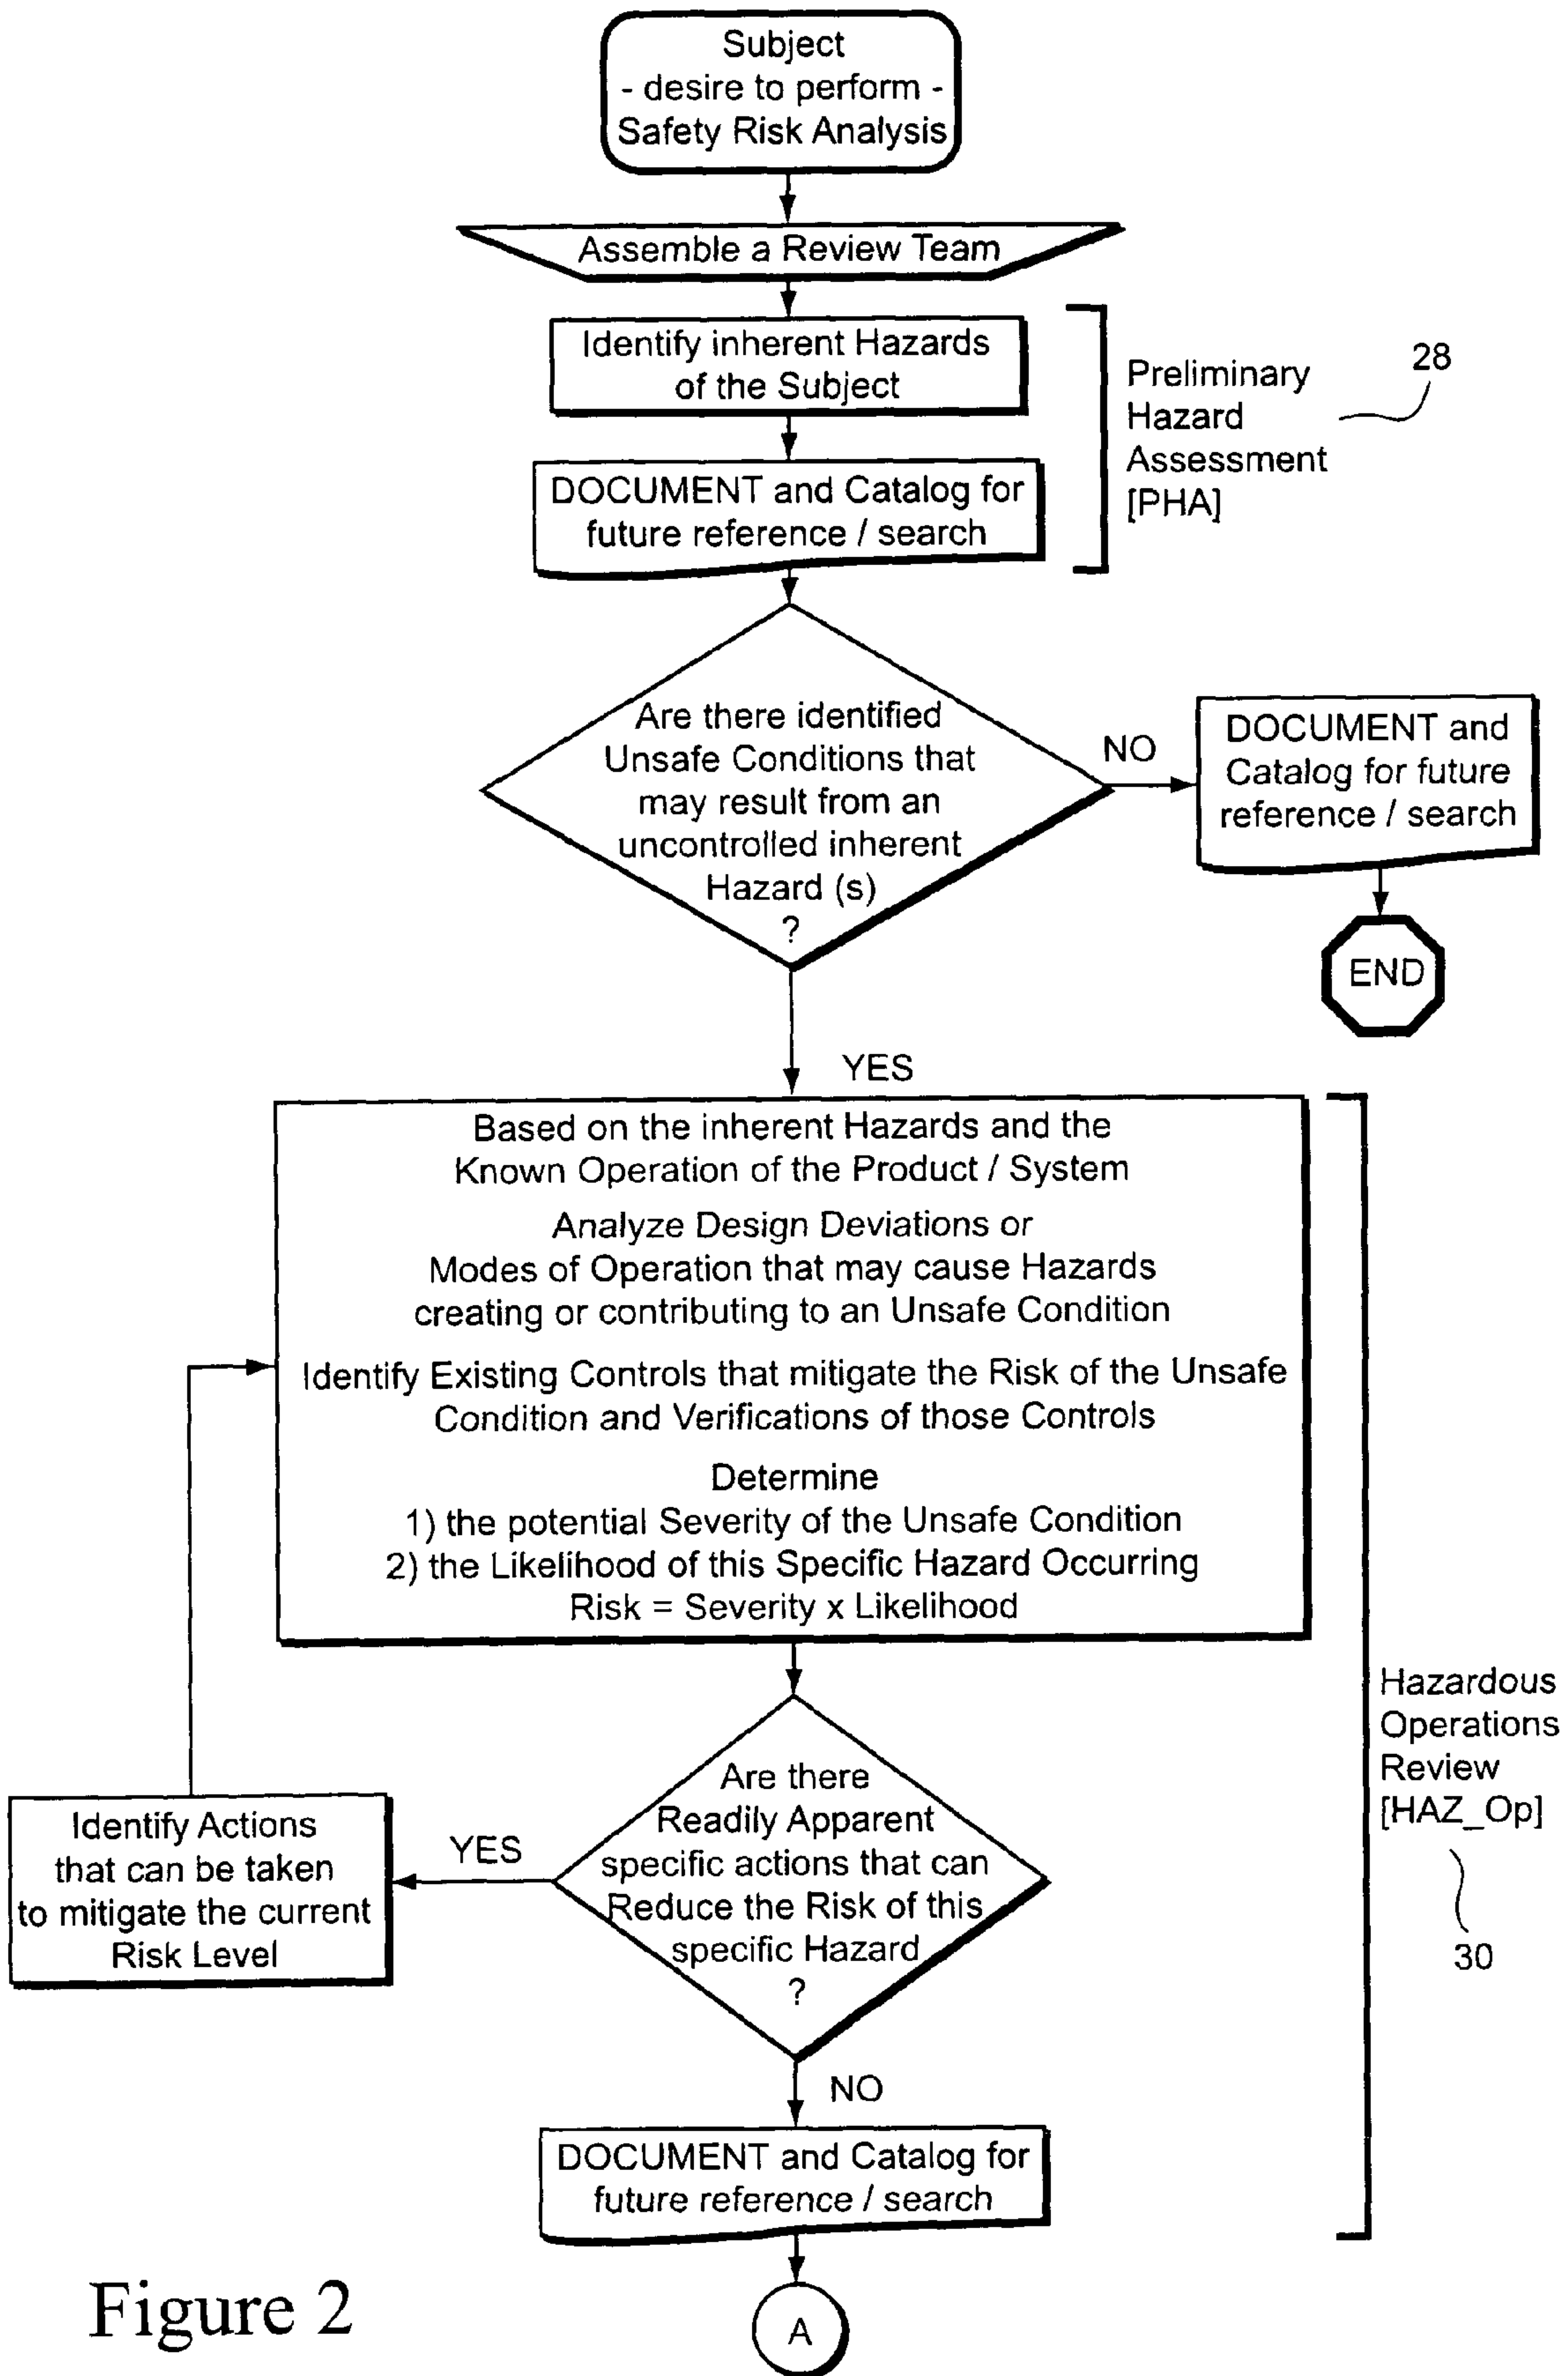 Subject
- desire to perform -
Safety Risk Analysis
Assemble a Review Team
Identify inherent Hazards
of the Subject
DOCUMENT and Catalog for
future reference / search
Preliminary
Hazard
Assessment
[PHA]
28
Are there identified
Unsafe Conditions that
may result from an
uncontrolled inherent
Hazard (s)
?
NO
DOCUMENT and
Catalog for future
reference / search
END
YES
Based on the inherent Hazards and the
Known Operation of the Product / System
Analyze Design Deviations or
Modes of Operation that may cause Hazards
creating or contributing to an Unsafe Condition
Identify Existing Controls that mitigate the Risk of the Unsafe
Condition and Verifications of those Controls
Determine
1) the potential Severity of the Unsafe Condition
2) the Likelihood of this Specific Hazard Occurring
Risk = Severity x Likelihood
Hazardous
Operations
Review
[HAZ_Op]
30
Are there
Readily Apparent
specific actions that can
Reduce the Risk of this
specific Hazard
?
YES
Identify Actions
that can be taken
to mitigate the current
Risk Level
NO
DOCUMENT and Catalog for
future reference / search
A
Figure 2